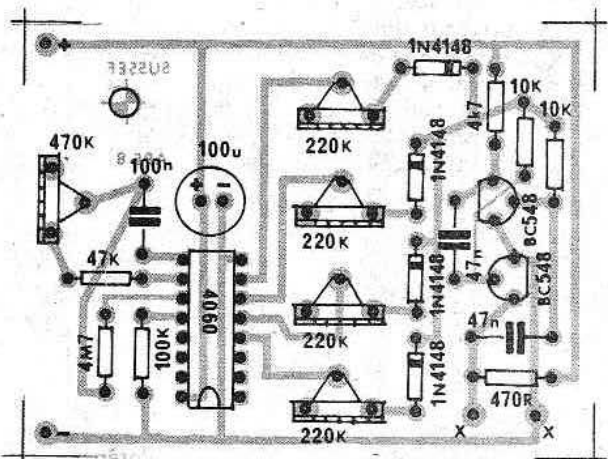 +
1N4148
SUSSEF
470K
100n
100u
+ -
220K
1N4148
4k7
10K
10K
220K
BC548
47K
47n
BC548
4060
220K
1N4148
47n
4M7
100K
1N4148
470R
220K
X
X
-